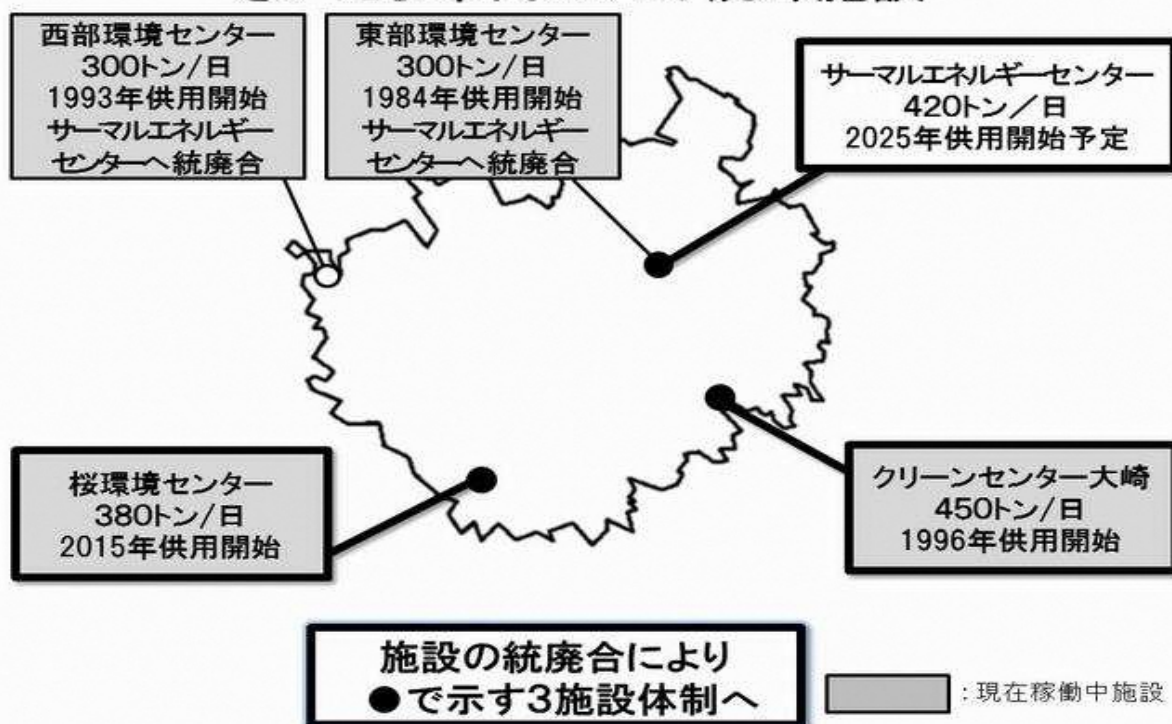 西部環境センター
300トン/日
1993年供用開始
サーマルエネルギー
センターへ統廃合
東部環境センター
300トン/日
1984年供用開始
サーマルエネルギー
センターへ統廃合
サーマルエネルギーセンター
420トン／日
2025年供用開始予定
桜環境センター
380トン/日
2015年供用開始
クリーンセンター大崎
450トン/日
1996年供用開始
施設の統廃合により
●で示す3施設体制へ
：現在稼働中施設